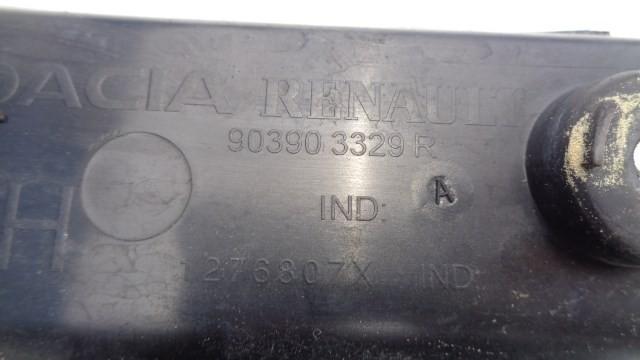 DACIA RENAULT
90390 3329 R
IND: A
H
1276807X IND